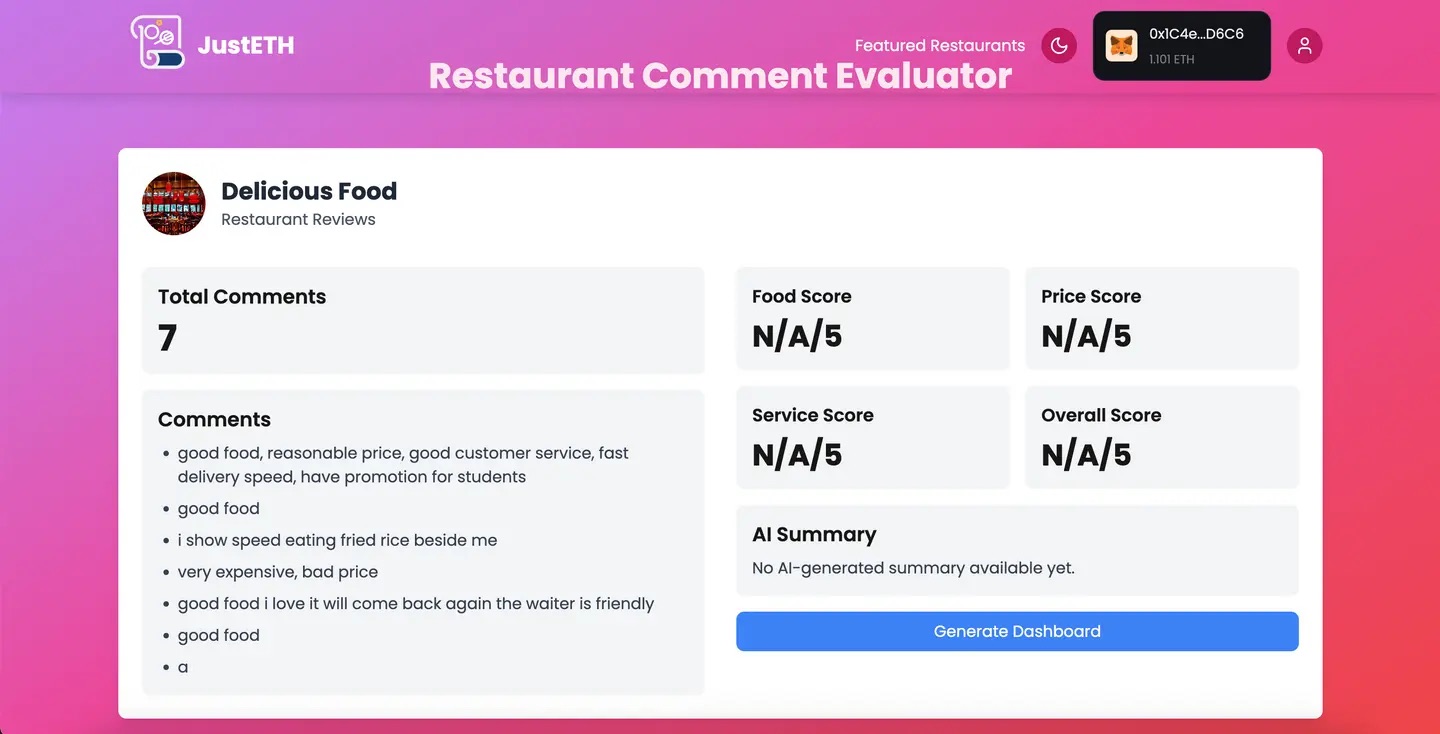 JustETH
Featured Restaurants
0x1C4e...D6C6
1.101 ETH
Restaurant Comment Evaluator
Delicious Food
Restaurant Reviews
Total Comments
7
Comments
• good food, reasonable price, good customer service, fast
delivery speed, have promotion for students
• good food
• i show speed eating fried rice beside me
• very expensive, bad price
• good food i love it will come back again the waiter is friendly
• good food
• a
Food Score
N/A/5
Price Score
N/A/5
Service Score
N/A/5
Overall Score
N/A/5
AI Summary
No AI-generated summary available yet.
Generate Dashboard